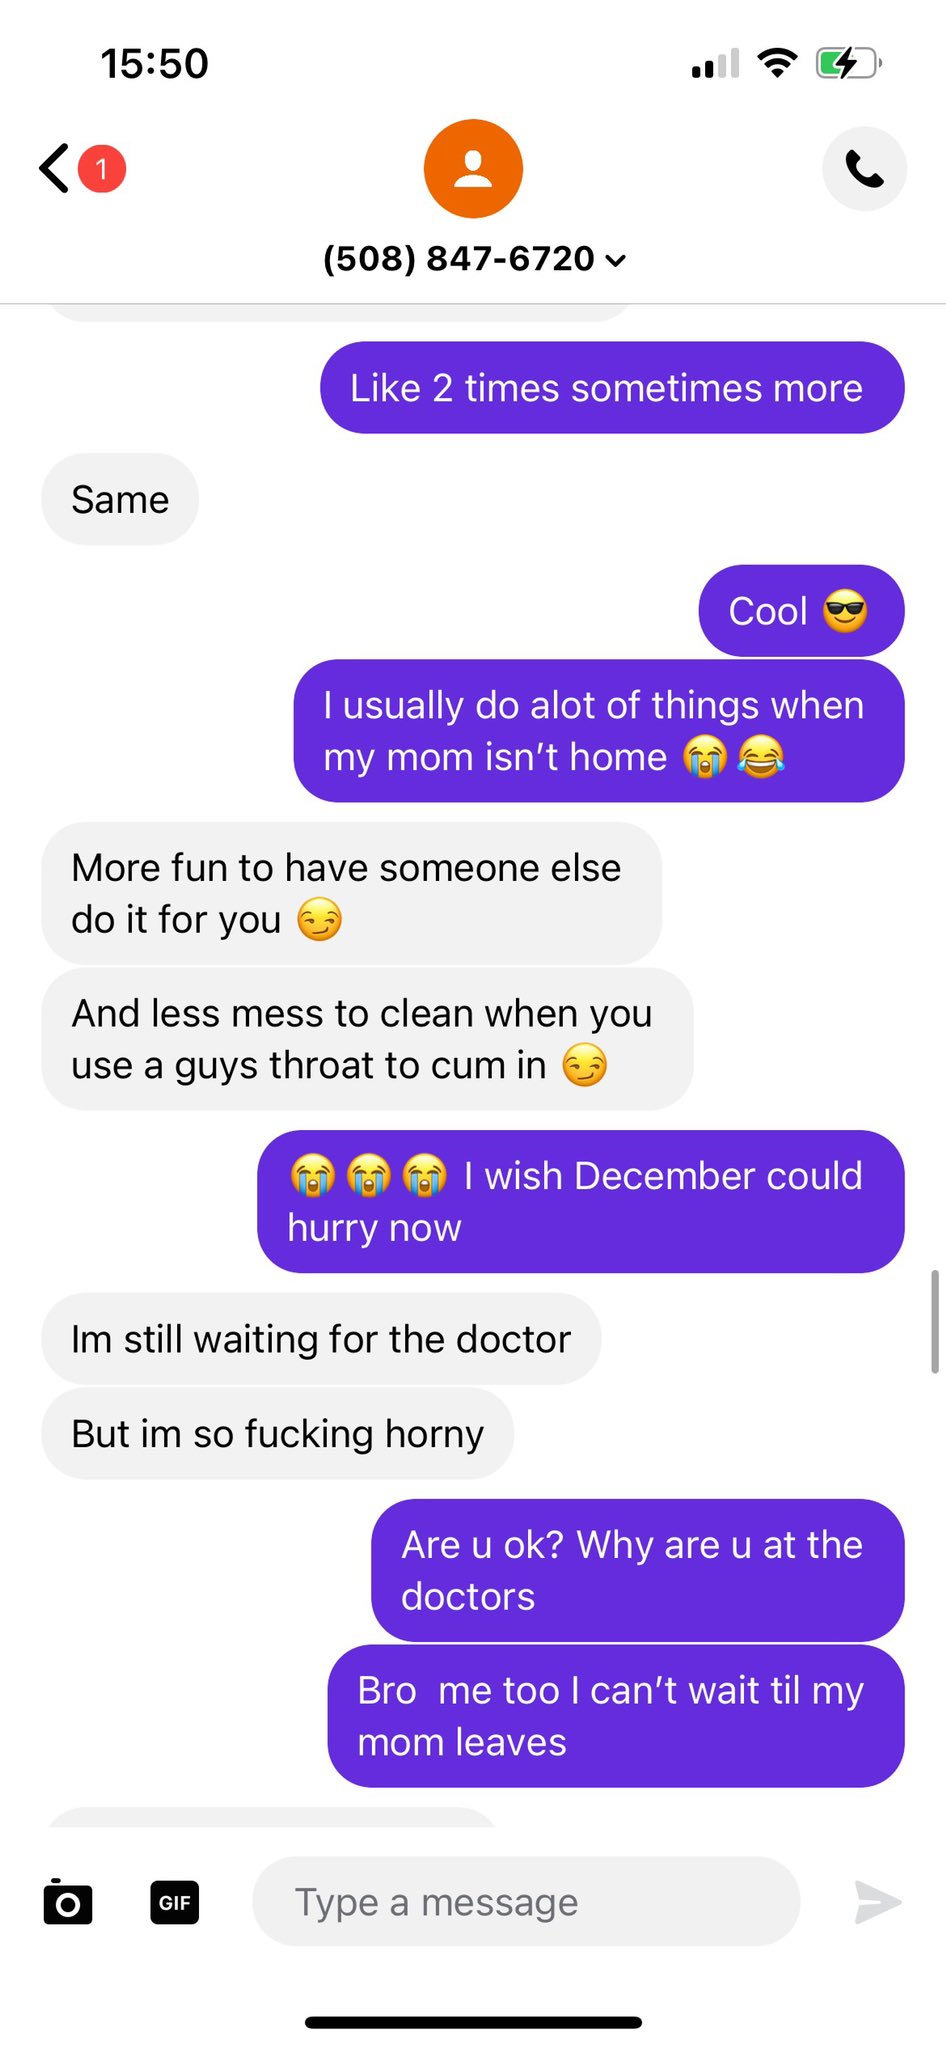 15:50
1
(508) 847-6720
Like 2 times sometimes more
Same
Cool 😎
I usually do alot of things when
my mom isn't home 😭 😂
More fun to have someone else
do it for you 😏
And less mess to clean when you
use a guys throat to cum in 😏
😭 😭 😭 I wish December could
hurry now
Im still waiting for the doctor
But im so fucking horny
Are u ok? Why are u at the
doctors
Bro  me too I can't wait til my
mom leaves
GIF
Type a message